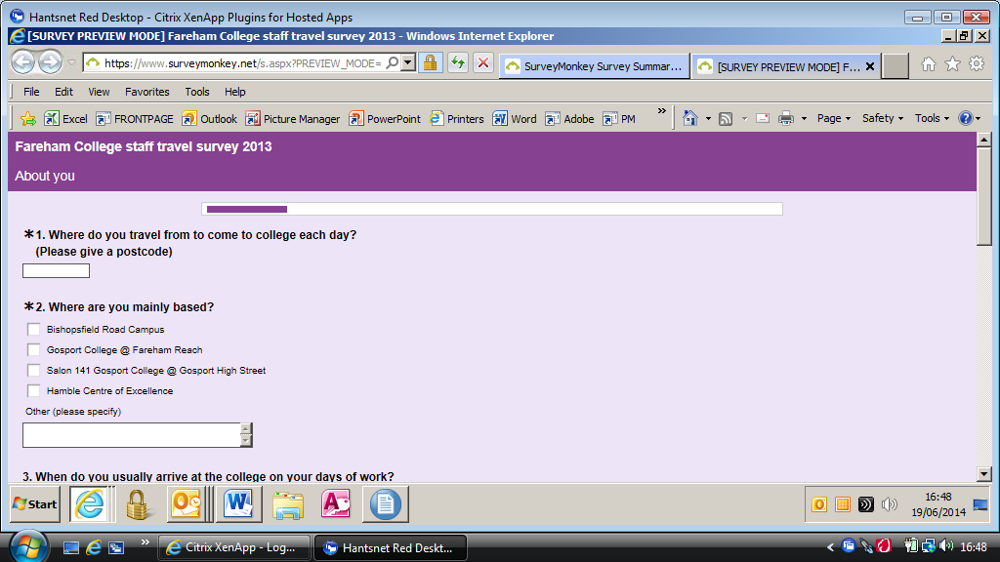 Hantsnet Red Desktop - Citrix XenApp Plugins for Hosted Apps
[SURVEY PREVIEW MODE] Fareham College staff travel survey 2013 - Windows Internet Explorer
https://www.surveymonkey.net/s.aspx?PREVIEW_MODE=
SurveyMonkey Survey Summar...
[SURVEY PREVIEW MODE] F...
File Edit View Favorites Tools Help
Excel FRONTPAGE Outlook Picture Manager PowerPoint Printers Word Adobe PM » Page Safety Tools
Fareham College staff travel survey 2013
About you
*1. Where do you travel from to come to college each day?
(Please give a postcode)
*2. Where are you mainly based?
Bishopsfield Road Campus
Gosport College @ Fareham Reach
Salon 141 Gosport College @ Gosport High Street
Hamble Centre of Excellence
Other (please specify)
3. When do you usually arrive at the college on your days of work?
Start
16:48
19/06/2014
» Citrix XenApp - Log... Hantsnet Red Deskt... 16:48